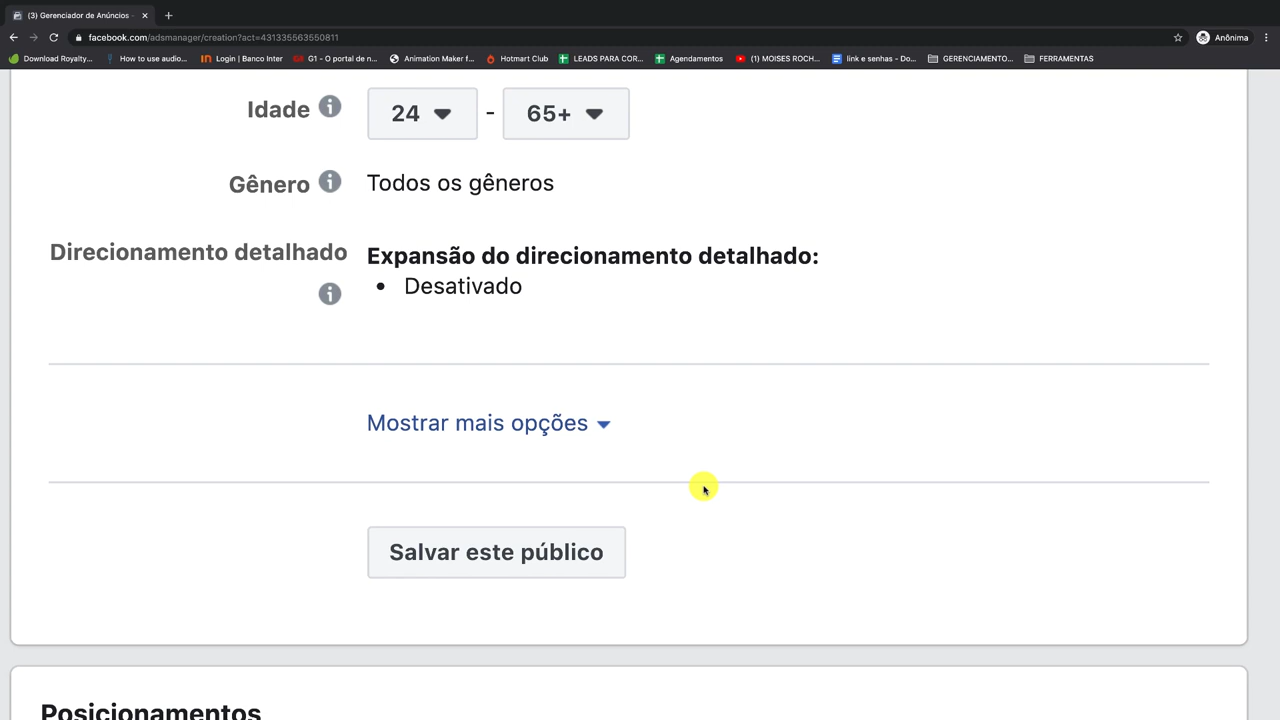 (3) Gerenciador de Anúncios
facebook.com/adsmanager/creation?act=431335563550811
Anônima
Download Royalty... How to use audio... Login | Banco Inter G1 - O portal de n... Animation Maker f... Hotmart Club LEADS PARA COR... Agendamentos (1) MOISES ROCH... link e senhas - Do... GERENCIAMENTO... FERRAMENTAS
Idade 24 - 65+
Gênero Todos os gêneros
Direcionamento detalhado Expansão do direcionamento detalhado:
• Desativado
Mostrar mais opções
Salvar este público
Posicionamentos